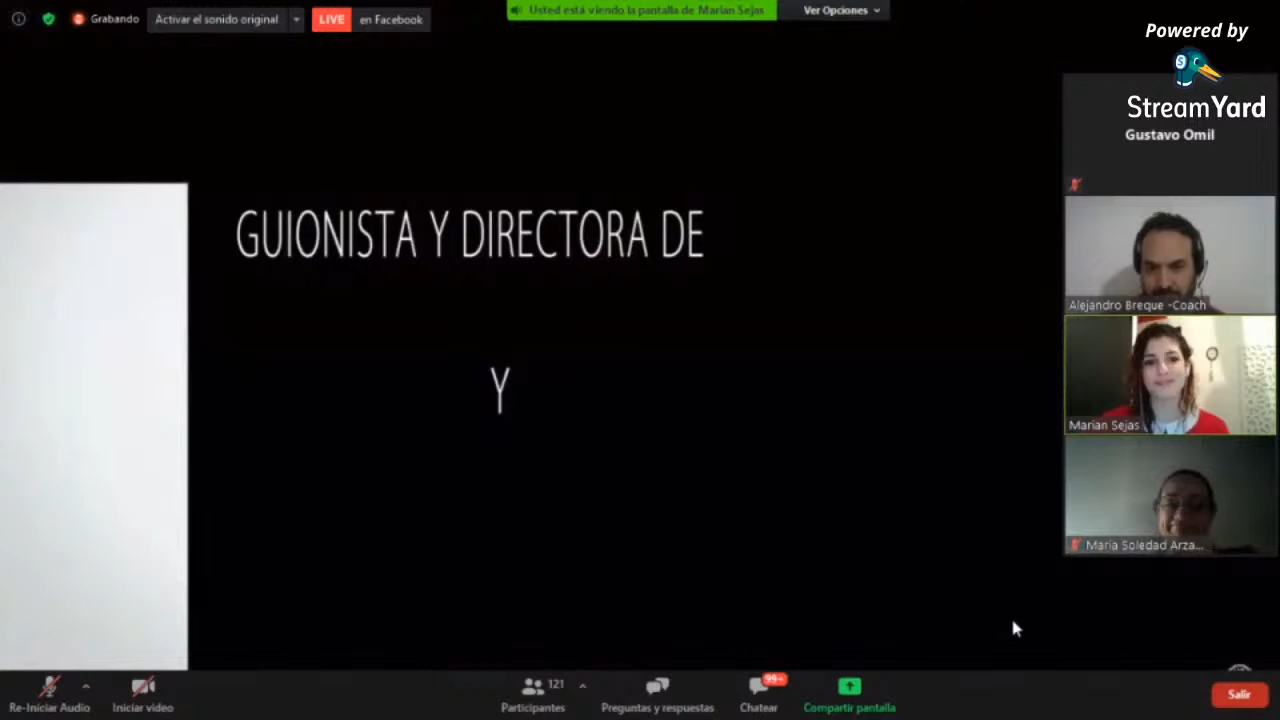 Grabando
Activar el sonido original
LIVE en Facebook
Usted está viendo la pantalla de Marian Sejas
Ver Opciones
Powered by
StreamYard
Gustavo Omil
GUIONISTA Y DIRECTORA DE
Y
Alejandro Breque -Coach
Marian Sejas
Maria Soledad Arza...
Re-Iniciar Audio
Iniciar video
121
Participantes
Preguntas y respuestas
99+
Chatear
Compartir pantalla
Salir